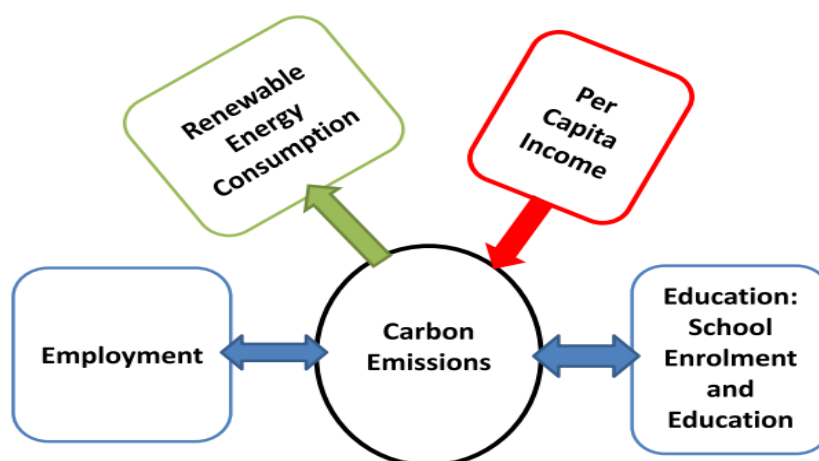 Renewable
Energy
Consumption
Per
Capita
Income
Employment
Carbon
Emissions
Education:
School
Enrolment
and
Education